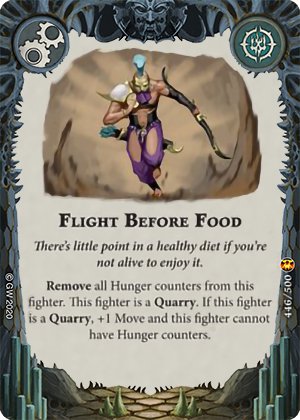 FLIGHT BEFORE FOOD
There's little point in a healthy diet if you're
not alive to enjoy it.
Remove all Hunger counters from this
fighter. This fighter is a Quarry. If this fighter
is a Quarry, +1 Move and this fighter cannot
have Hunger counters.
© GW 2020
446/500